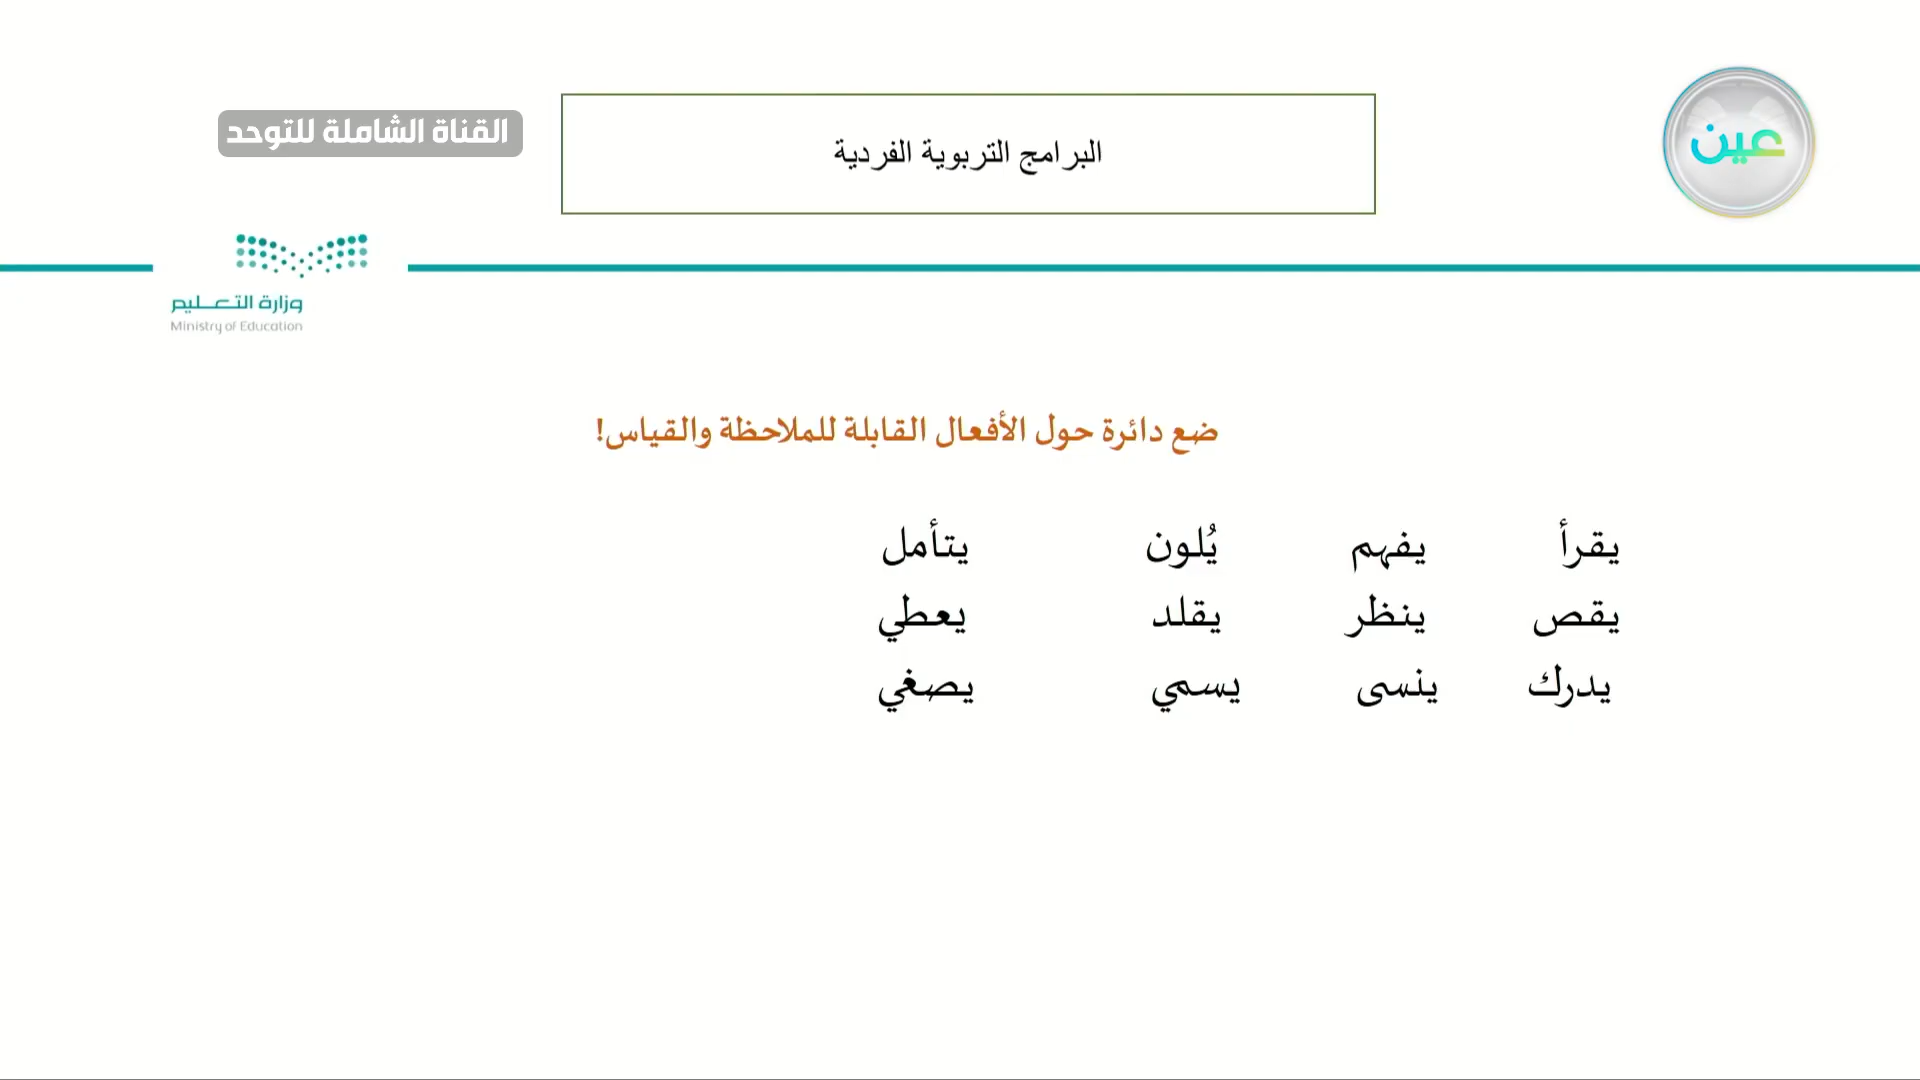 القناة الشاملة للتوحد
البرامج التربوية الفردية
عين
وزارة التعليم
Ministry of Education
ضع دائرة حول الأفعال القابلة للملاحظة والقياس!
يقرأ يفهم يُلون يتأمل
يقص ينظر يقلد يعطي
يدرك ينسى يسمي يصغي